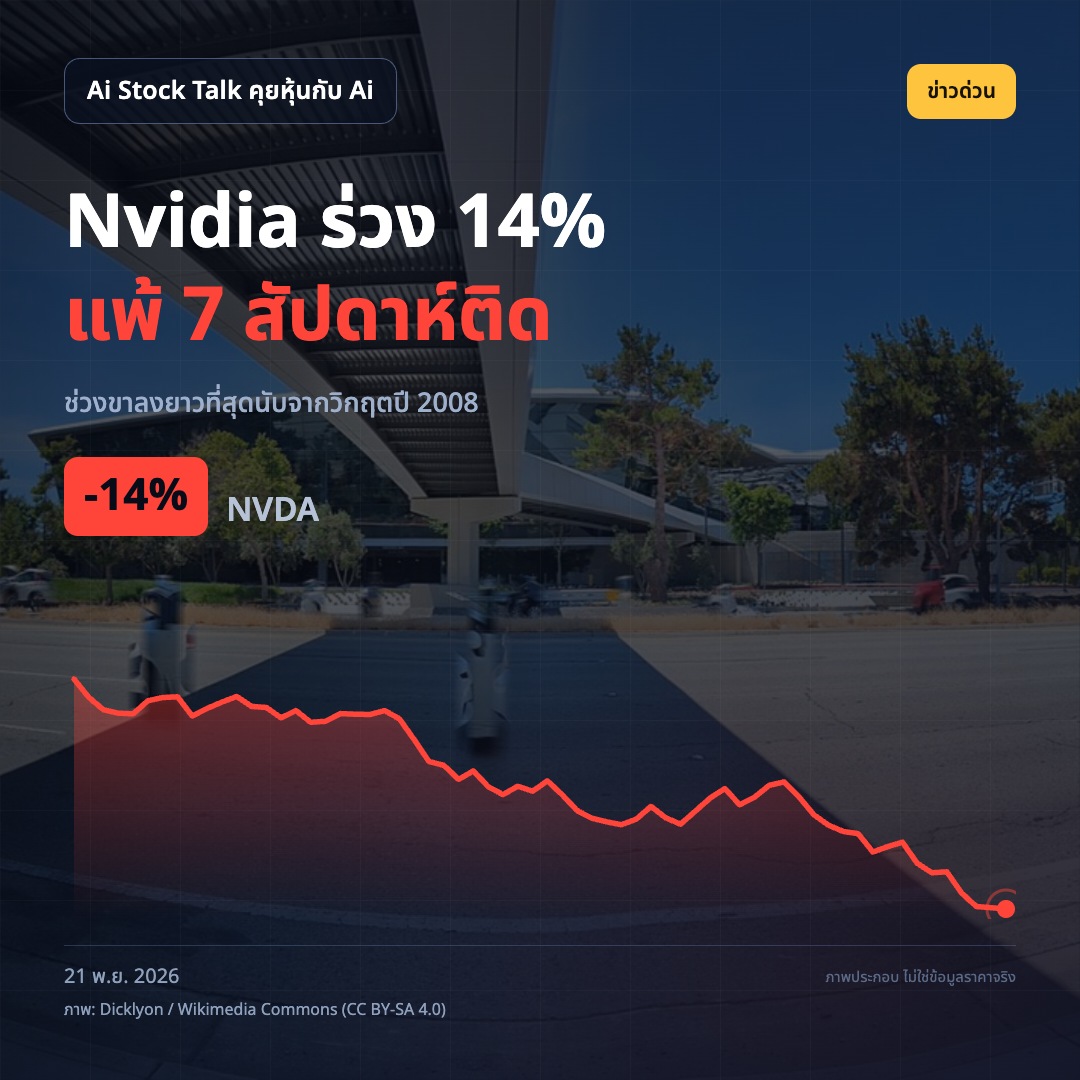 Ai Stock Talk คุยหุ้นกับ Ai
ข่าวด่วน
Nvidia ร่วง 14%
แพ้ 7 สัปดาห์ติด
ช่วงขาลงยาวที่สุดนับจากวิกฤตปี 2008
-14%
NVDA
21 พ.ย. 2026
ภาพประกอบ ไม่ใช่ข้อมูลราคาจริง
ภาพ: Dicklyon / Wikimedia Commons (CC BY-SA 4.0)